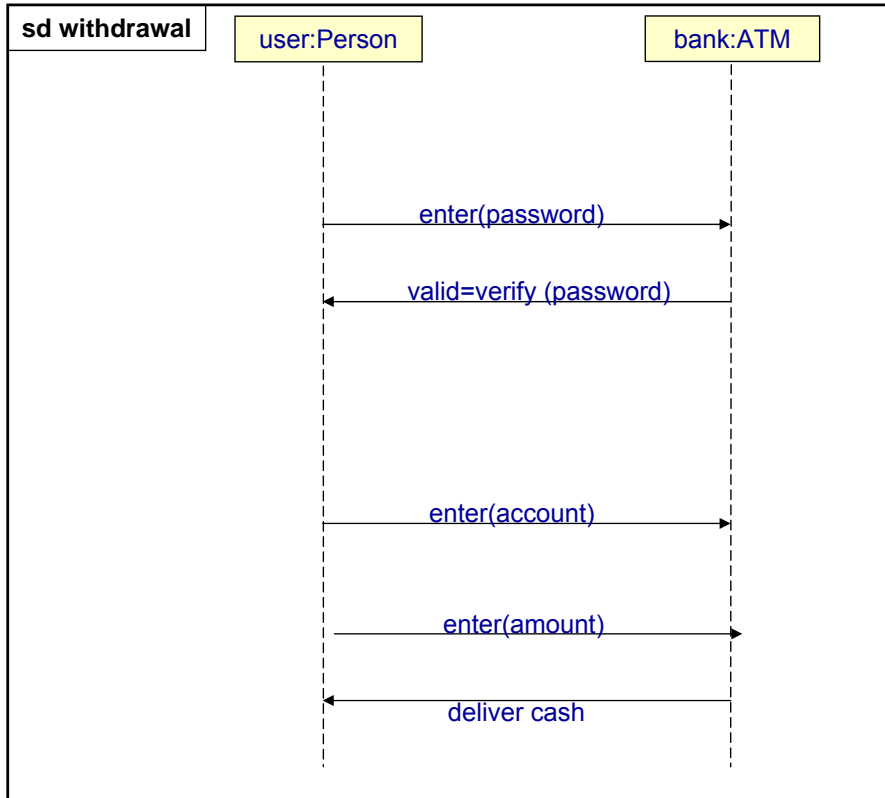 sd withdrawal
user:Person
bank:ATM
enter(password)
valid=verify (password)
enter(account)
enter(amount)
deliver cash